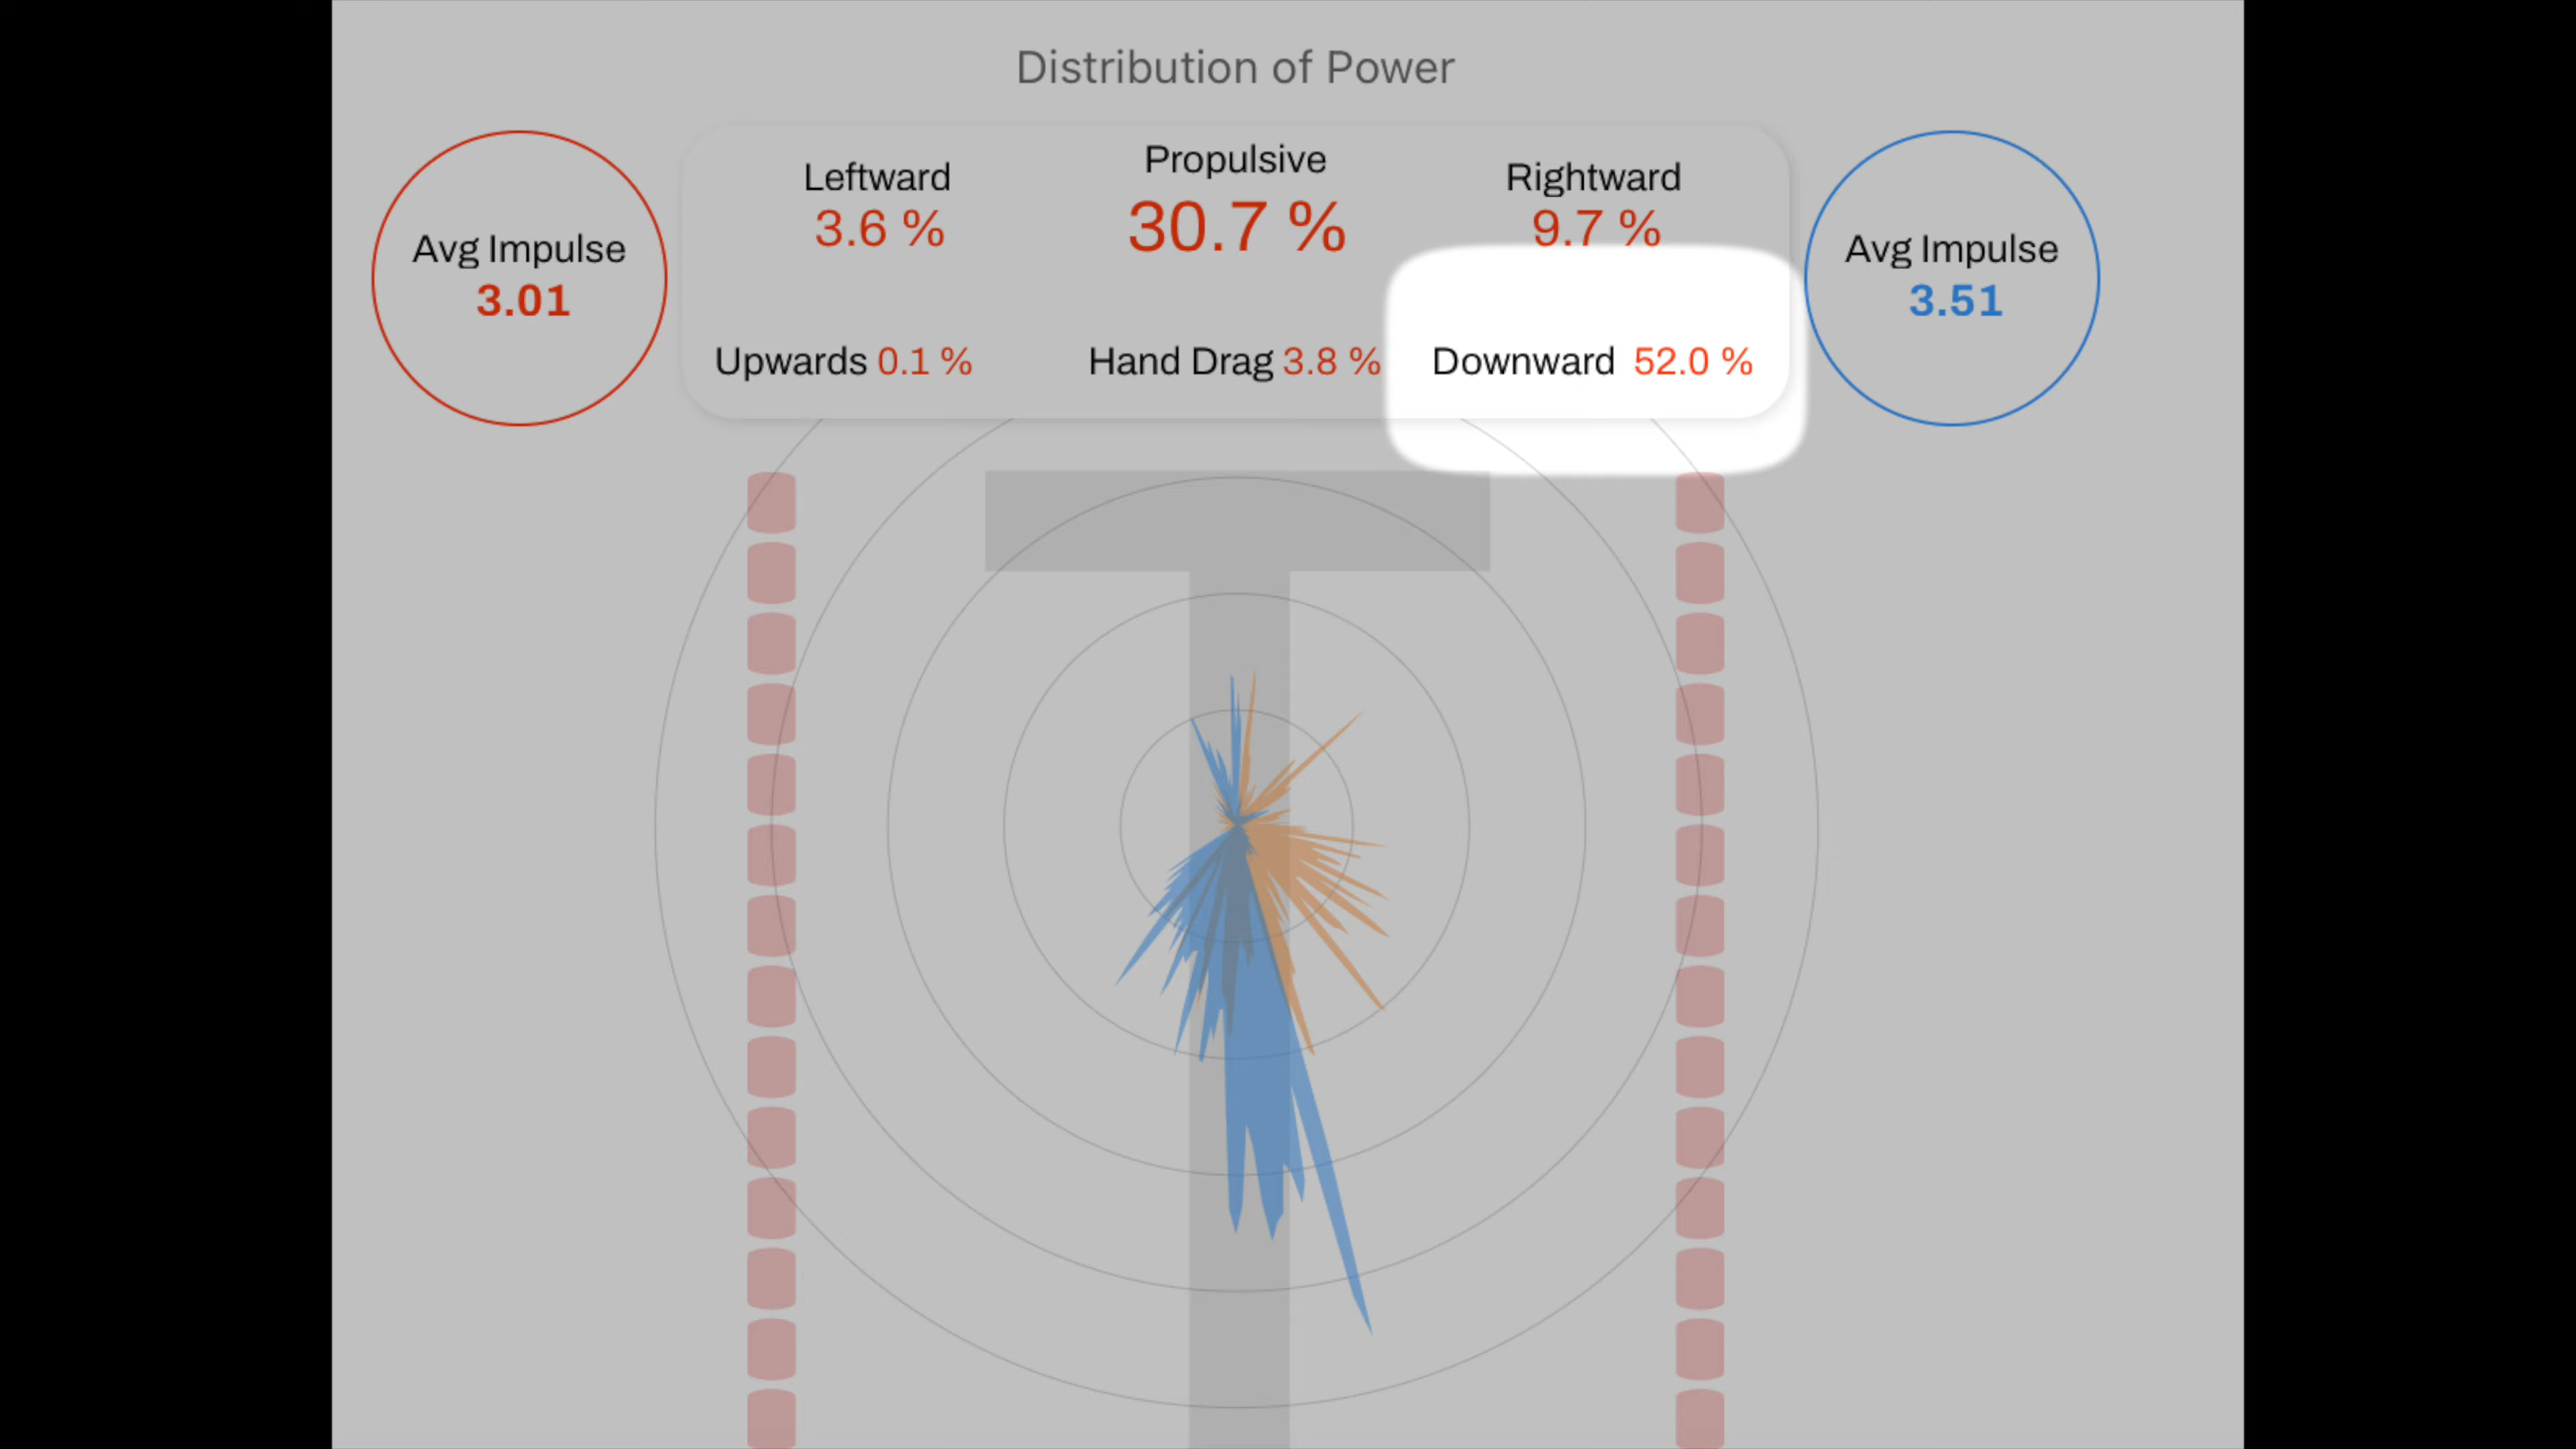 Distribution of Power
Avg Impulse
3.01
Leftward
3.6 %
Propulsive
30.7 %
Rightward
9.7 %
Upwards 0.1 %
Hand Drag 3.8 %
Downward 52.0 %
Avg Impulse
3.51